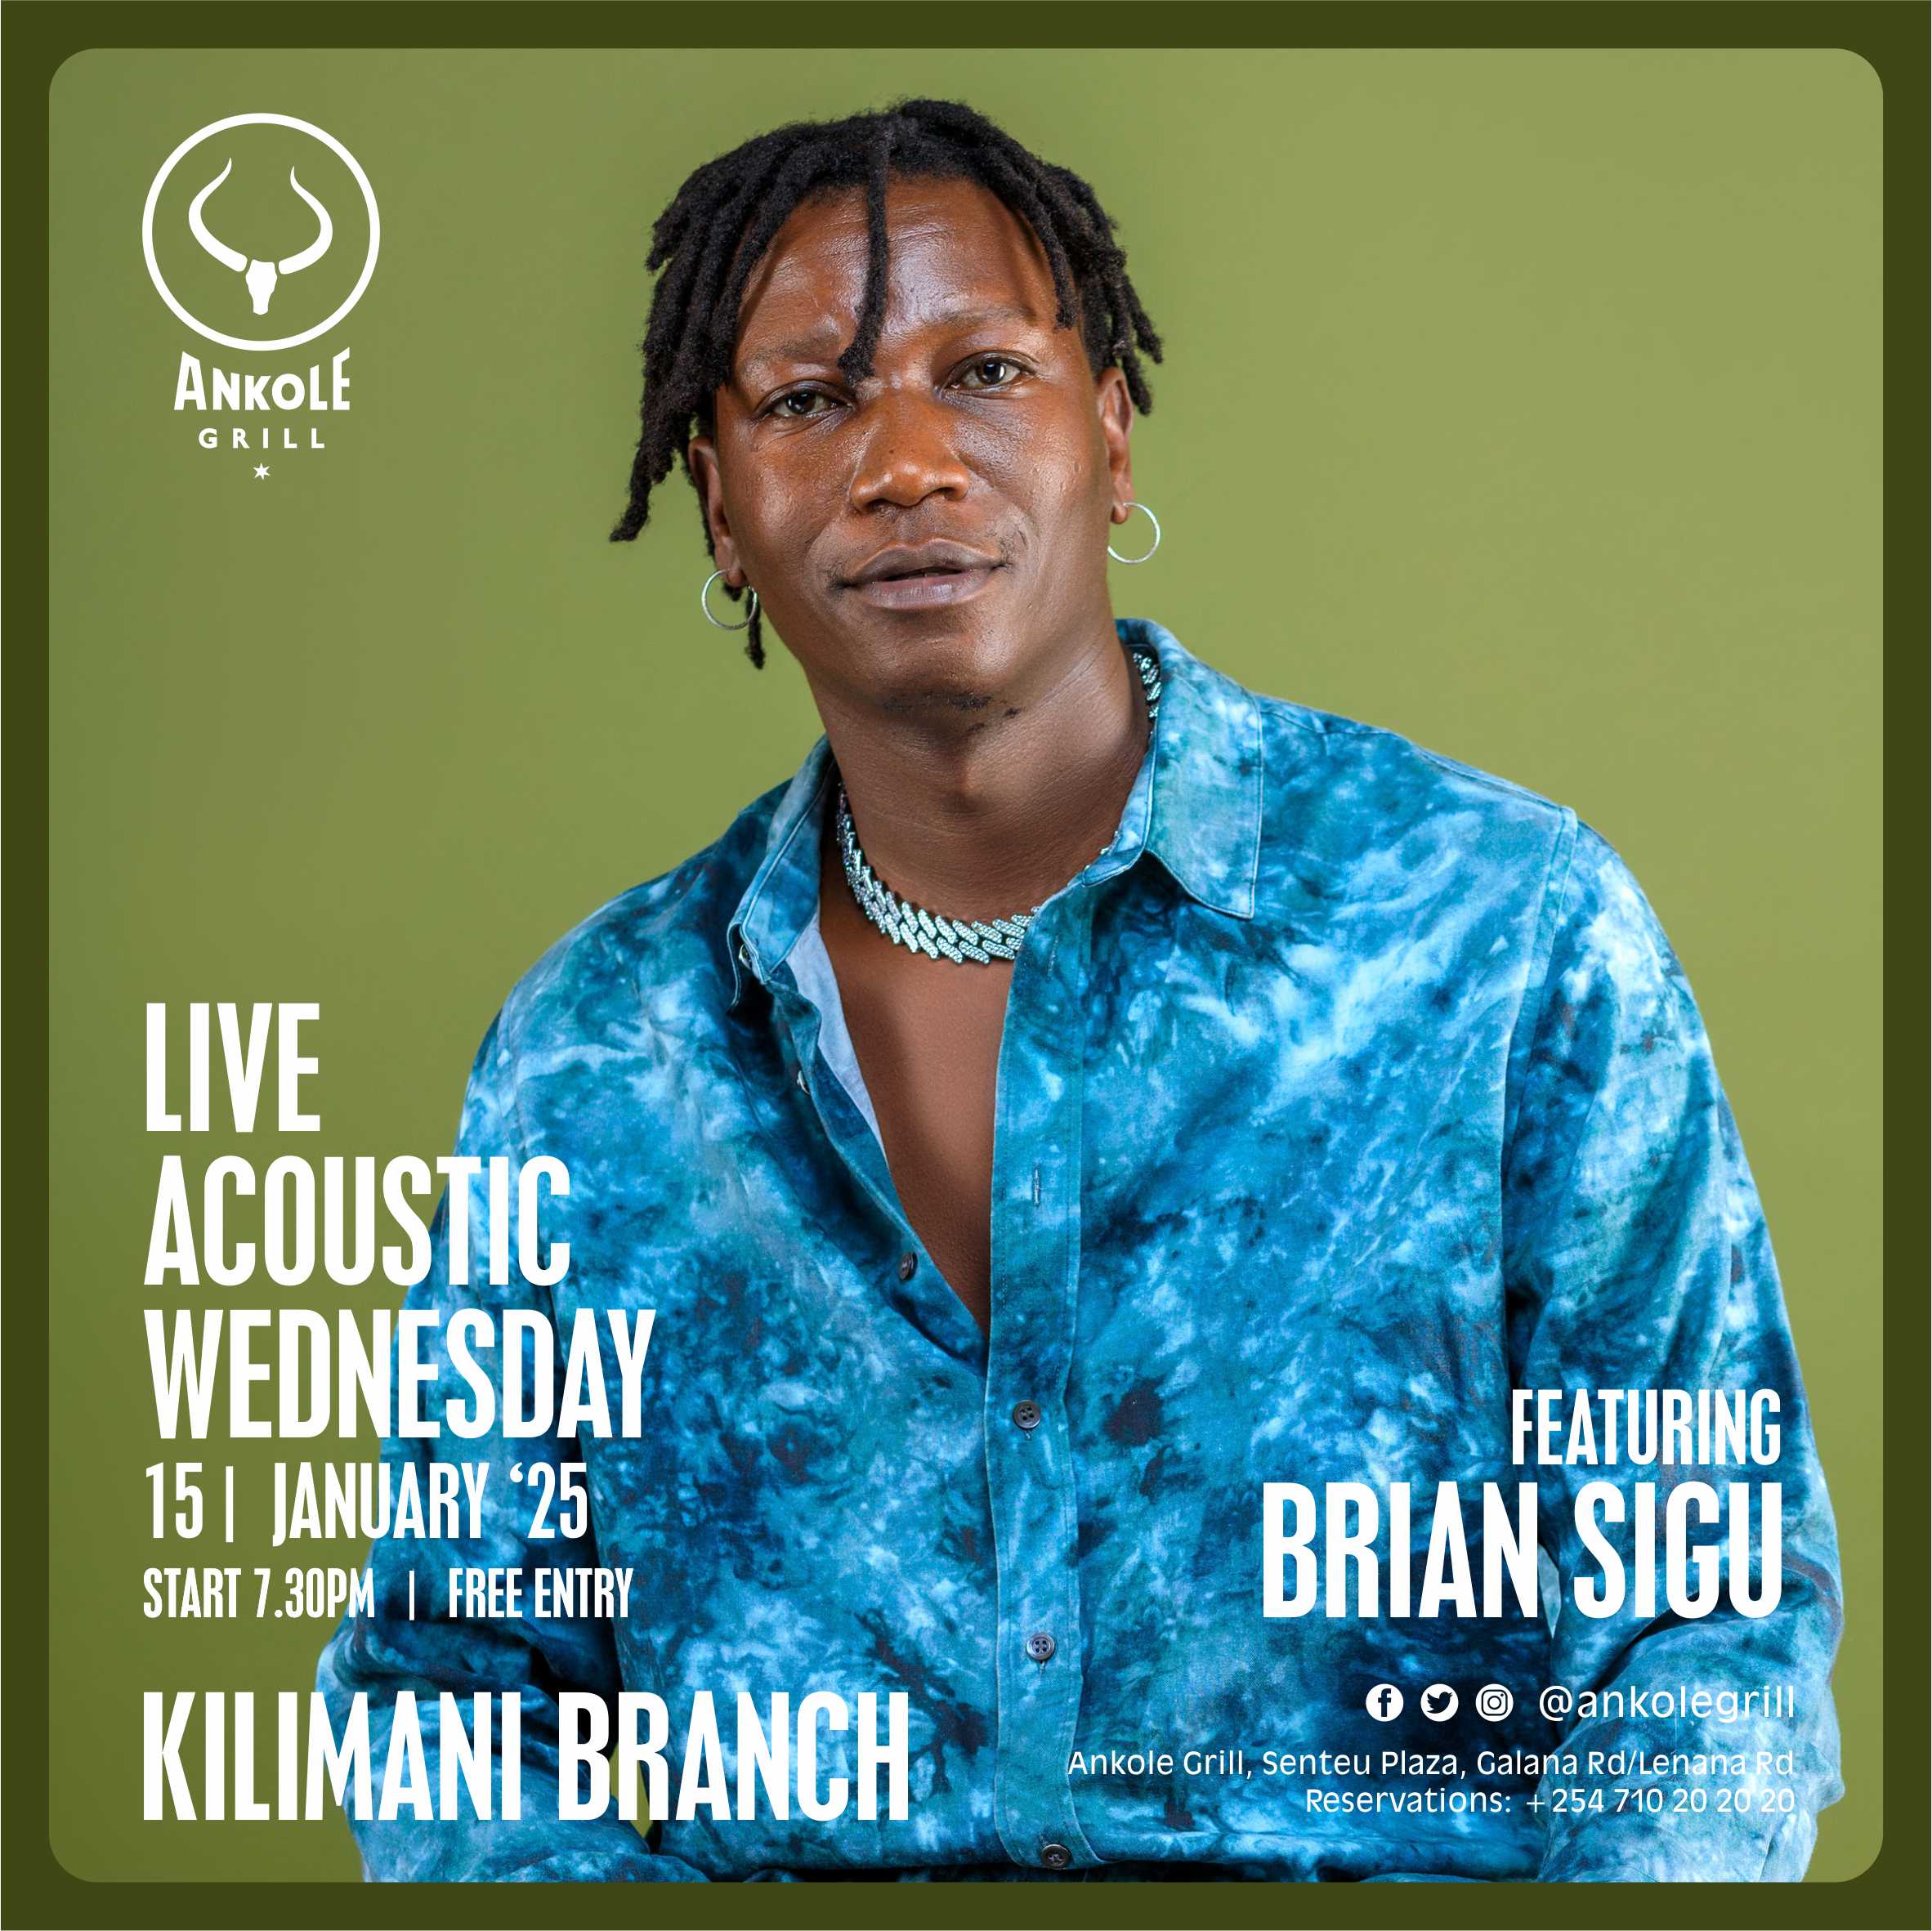 ANKOLE
GRILL
LIVE
ACOUSTIC
WEDNESDAY
15| JANUARY ‘25
START 7.30PM | FREE ENTRY
KILIMANI BRANCH
FEATURING
BRIAN SIGU
@ankolegrill
Ankole Grill, Senteu Plaza, Galana Rd/Lenana Rd
Reservations: +254 710 20 20 20